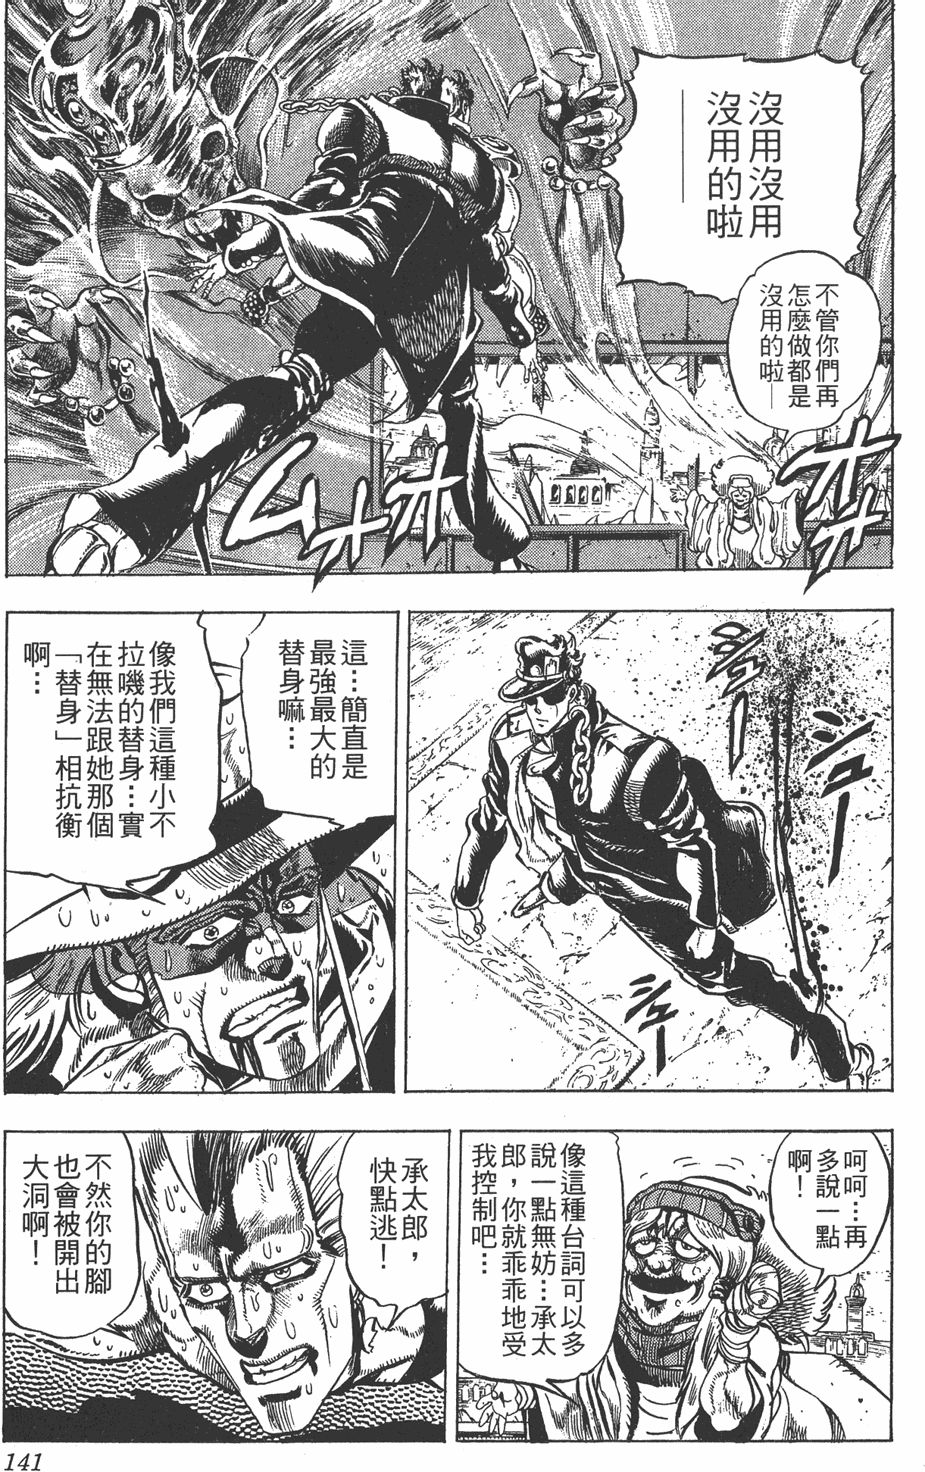 沒用沒用
沒用的啦
——
不管你們再
怎麼做都是
沒用的啦—
ムオオ
オオ
シュー
シュー
這…簡直是
最強最大的
替身嘛…
像我們這種小不
拉嘰的替身…實
在無法跟她那個
「替身」相抗衡
啊…
呵呵…再
多說一點
啊！
像這種台詞可以多
說一點無妨…承太
郎，你就乖乖地受
我控制吧…
承太郎，
快點逃！
不然你的腳
也會被開出
大洞啊！
141